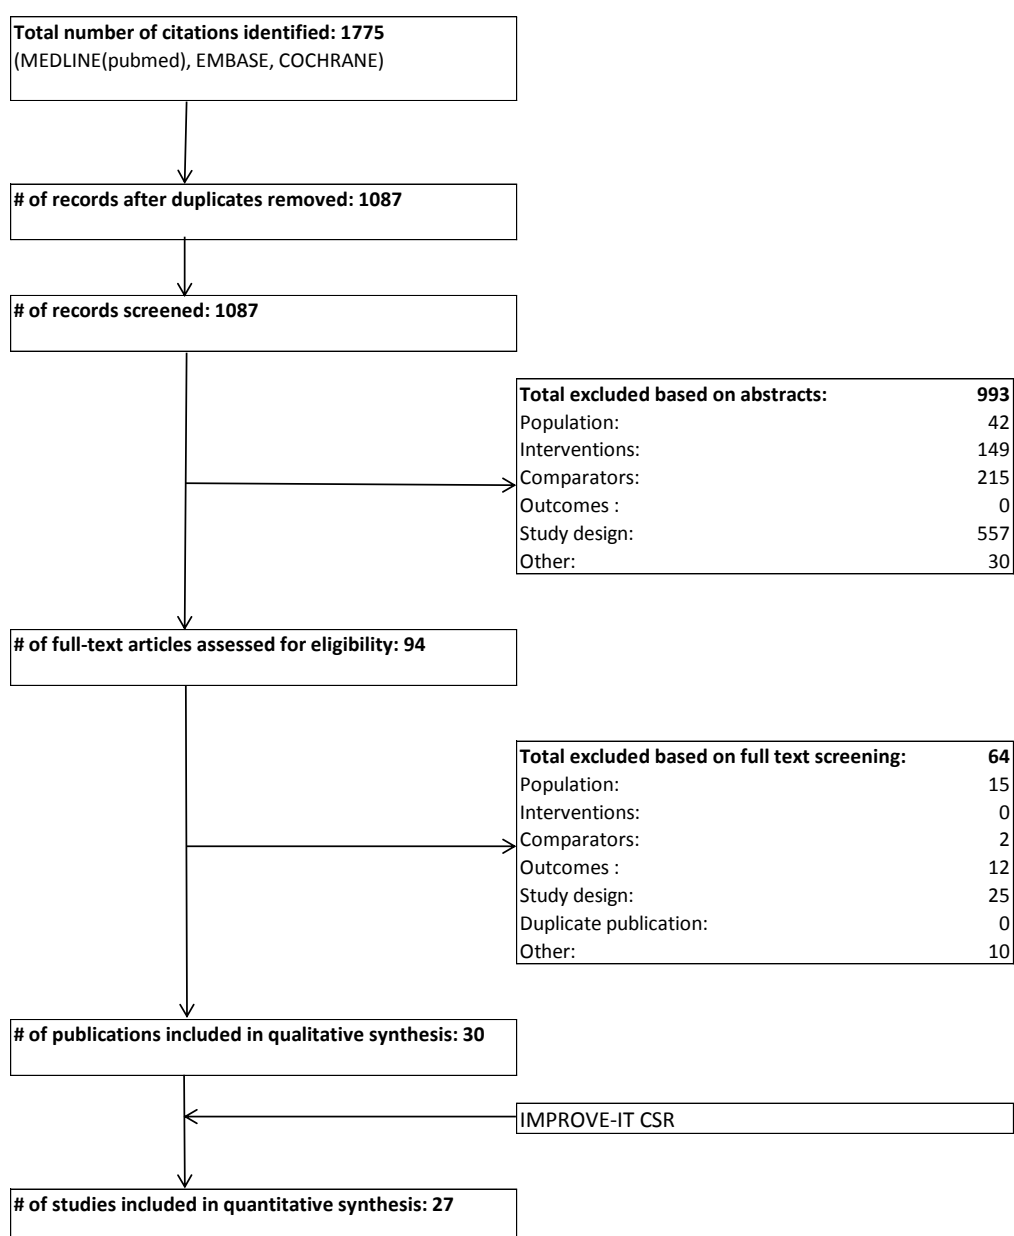 Total number of citations identified: 1775
(MEDLINE(pubmed), EMBASE, COCHRANE)
# of records after duplicates removed: 1087
# of records screened: 1087
Total excluded based on abstracts: 993
Population: 42
Interventions: 149
Comparators: 215
Outcomes : 0
Study design: 557
Other: 30
# of full-text articles assessed for eligibility: 94
Total excluded based on full text screening: 64
Population: 15
Interventions: 0
Comparators: 2
Outcomes : 12
Study design: 25
Duplicate publication: 0
Other: 10
# of publications included in qualitative synthesis: 30
IMPROVE-IT CSR
# of studies included in quantitative synthesis: 27